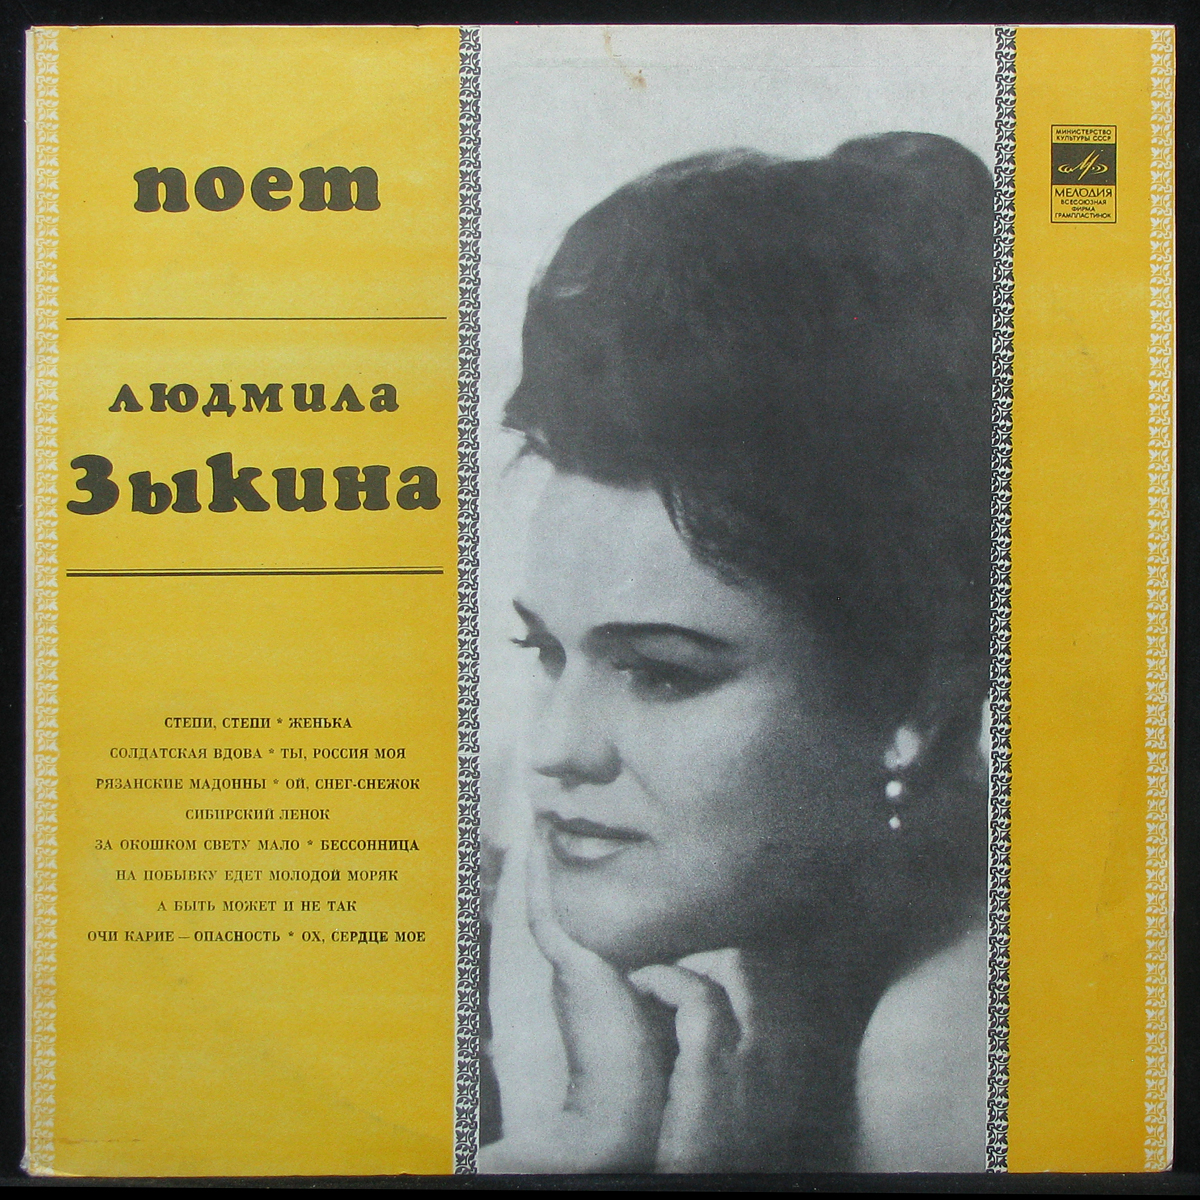 поет
людмила
Зыкина
СТЕПИ, СТЕПИ * ЖЕНЬКА
СОЛДАТСКАЯ ВДОВА * ТЫ, РОССИЯ МОЯ
РЯЗАНСКИЕ МАДОННЫ * ОЙ, СНЕГ-СНЕЖОК
СИБИРСКИЙ ЛЕНОК
ЗА ОКОШКОМ СВЕТУ МАЛО * БЕССОННИЦА
НА ПОБЫВКУ ЕДЕТ МОЛОДОЙ МОРЯК
А БЫТЬ МОЖЕТ И НЕ ТАК
ОЧИ КАРИЕ — ОПАСНОСТЬ * ОХ, СЕРДЦЕ МОЕ
МИНИСТЕРСТВО
КУЛЬТУРЫ СССР
МЕЛОДИЯ
ВСЕСОЮЗНАЯ
ФИРМА
ГРАМПЛАСТИНОК